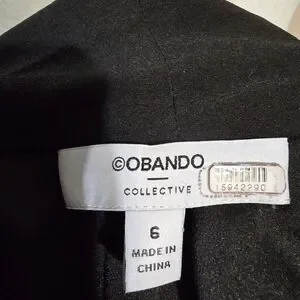 ©OBANDO
COLLECTIVE
15942290
6
MADE IN
CHINA